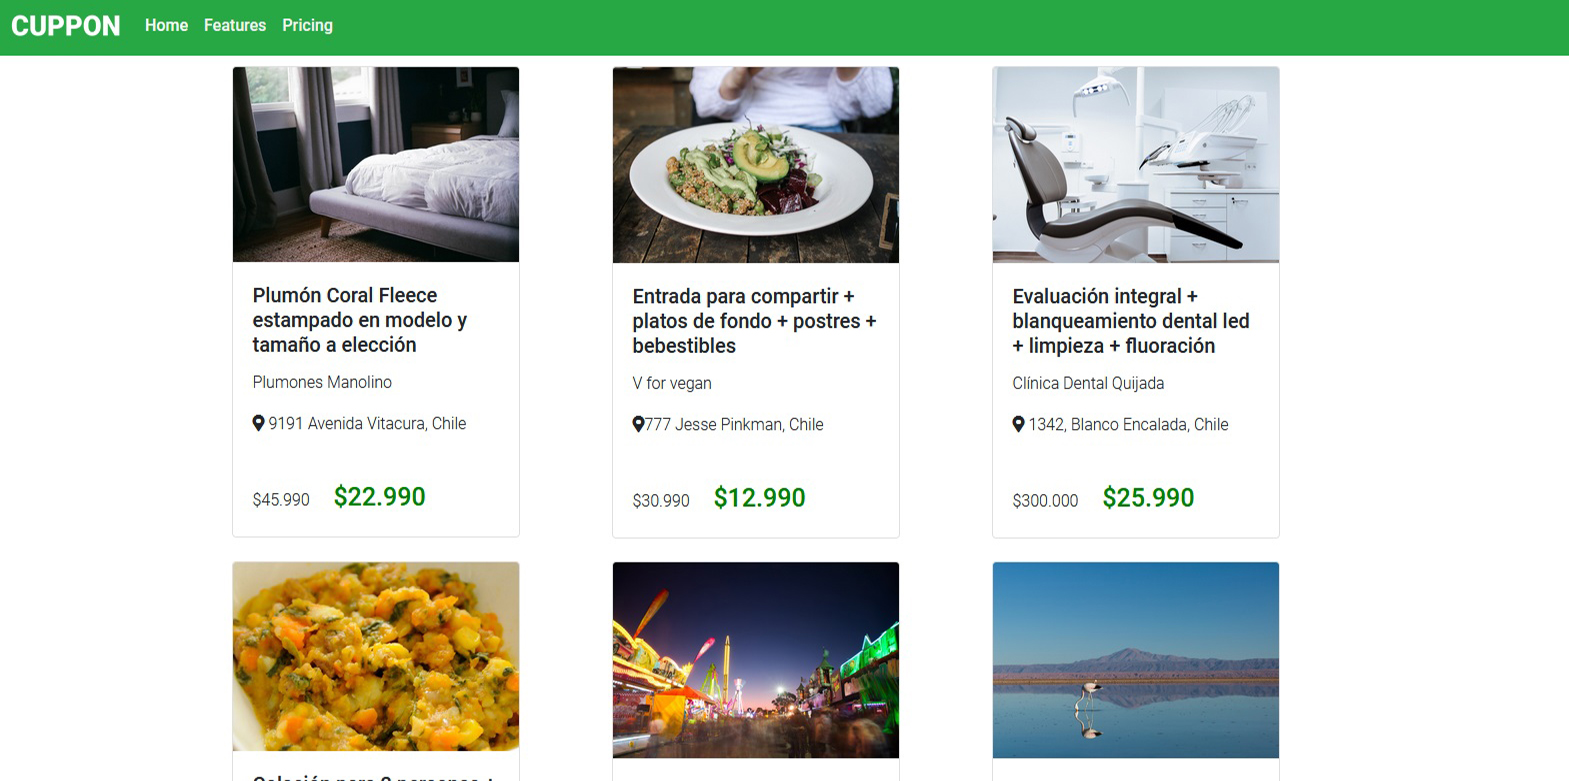 CUPPON Home Features Pricing
Plumón Coral Fleece
estampado en modelo y
tamaño a elección
Plumones Manolino
9191 Avenida Vitacura, Chile
$45.990 $22.990
Entrada para compartir +
platos de fondo + postres +
bebestibles
V for vegan
777 Jesse Pinkman, Chile
$30.990 $12.990
Evaluación integral +
blanqueamiento dental led
+ limpieza + fluoración
Clínica Dental Quijada
1342, Blanco Encalada, Chile
$300.000 $25.990
personas +